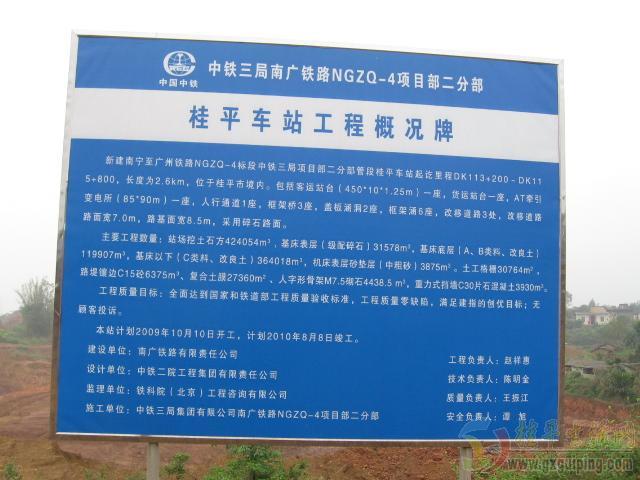 中国中铁
中铁三局南广铁路NGZQ-4项目部二分部
桂平车站工程概况牌
新建南宁至广州铁路NGZQ-4标段中铁三局项目部二分部管段桂平车站起讫里程DK113+200-DK11
5+800，长度为2.6km，位于桂平市境内。包括客运站台（450*10*1.25m）一座，货运站台一座，AT牵引
变电所（85*90m）一座，人行通道1座，框架桥3座，盖板涵洞2座，框架涵6座，改移道路3处，改移道路
路面宽7.0m，路基面宽8.5m，采用碎石路面。
主要工程数量：站场挖土石方424054m³，基床表层（级配碎石）31578m³，基床底层（A、B类料、改良土）
119907m³，基床以下（C类料、改良土）364018m³，机床表层砂垫层（中粗砂）3875m³。土工格栅30764m²，
路堤镶边C15砼6375m³、复合土膜27360m²、人字形骨架M7.5砌石4438.5 m³，重力式挡墙C30片石混凝土3930m³。
工程质量目标：全面达到国家和铁道部工程质量验收标准，工程质量零缺陷，满足建指的创优目标；无
顾客投诉。
本站计划2009年10月10日开工，计划2010年8月8日竣工。
建设单位：南广铁路有限责任公司
工程负责人：赵祥惠
设计单位：中铁二院工程集团有限责任公司
技术负责人：陈明金
监理单位：铁科院（北京）工程咨询有限公司
质量负责人：王振江
施工单位：中铁三局集团有限公司南广铁路NGZQ-4项目部二分部
安全负责人：谭 旭
www.gxguiping.com